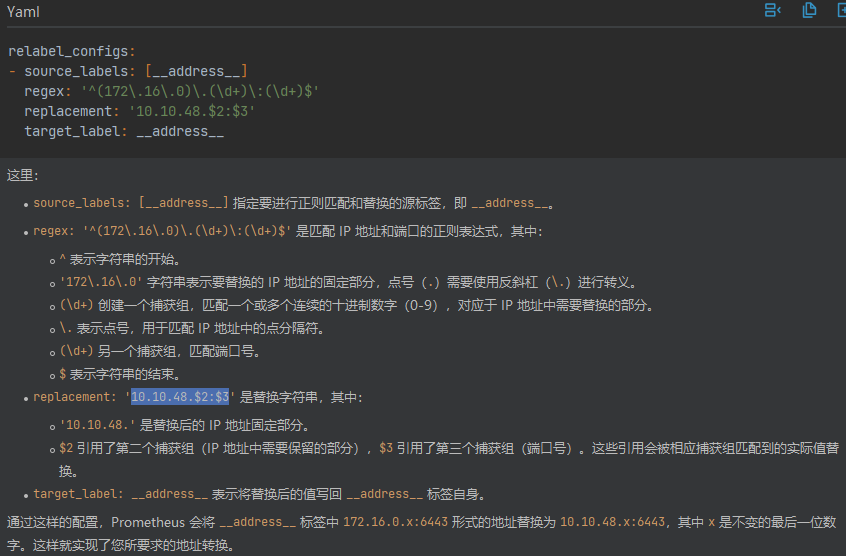 Yaml
relabel_configs:
- source_labels: [__address__]
regex: '^(172\.16\.0)\.(\d+)\:(\d+)$'
replacement: '10.10.48.$2:$3'
target_label: __address__
这里：
• source_labels: [__address__] 指定要进行正则匹配和替换的源标签，即 __address__。
• regex: '^(172\.16\.0)\.(\d+)\:(\d+)$' 是匹配 IP 地址和端口的正则表达式，其中：
◦ ^ 表示字符串的开始。
◦ '172\.16\.0' 字符串表示要替换的 IP 地址的固定部分，点号（.）需要使用反斜杠（\.）进行转义。
◦ (\d+) 创建一个捕获组，匹配一个或多个连续的十进制数字（0-9），对应于 IP 地址中需要替换的部分。
◦ \. 表示点号，用于匹配 IP 地址中的点分隔符。
◦ (\d+) 另一个捕获组，匹配端口号。
◦ $ 表示字符串的结束。
• replacement: '10.10.48.$2:$3' 是替换字符串，其中：
◦ '10.10.48.' 是替换后的 IP 地址固定部分。
◦ $2 引用了第二个捕获组（IP 地址中需要保留的部分），$3 引用了第三个捕获组（端口号）。这些引用会被相应捕获组匹配到的实际值替
换。
• target_label: __address__ 表示将替换后的值写回 __address__ 标签自身。
通过这样的配置，Prometheus 会将 __address__ 标签中 172.16.0.x:6443 形式的地址替换为 10.10.48.x:6443，其中 x 是不变的最后一位数
字。这样就实现了您所要求的地址转换。